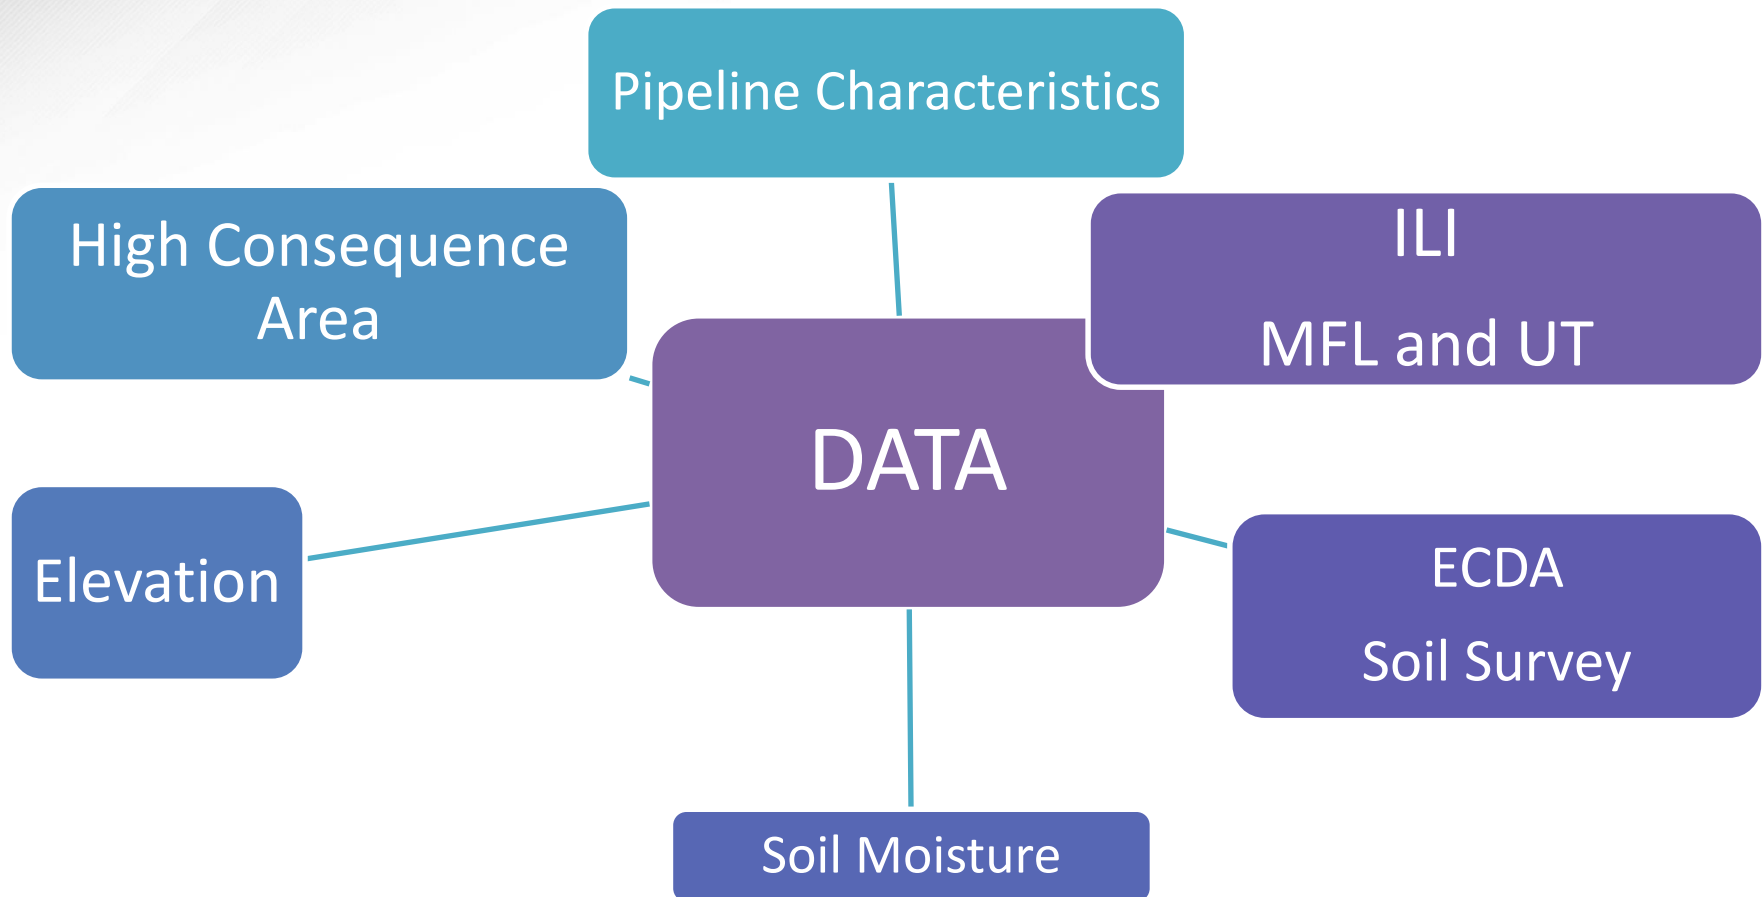 Pipeline Characteristics
High Consequence
Area
ILI
MFL and UT
DATA
Elevation
ECDA
Soil Survey
Soil Moisture